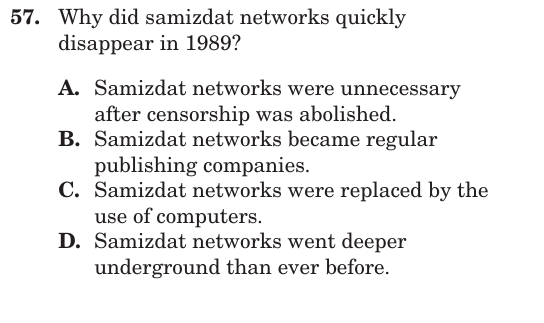 57. Why did samizdat networks quickly
disappear in 1989?
A. Samizdat networks were unnecessary
after censorship was abolished.
B. Samizdat networks became regular
publishing companies.
C. Samizdat networks were replaced by the
use of computers.
D. Samizdat networks went deeper
underground than ever before.